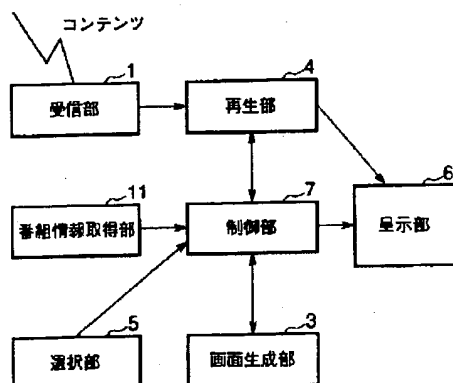 コンテンツ
1
受信部
4
再生部
6
呈示部
11
番組情報取得部
7
制御部
5
選択部
3
画面生成部